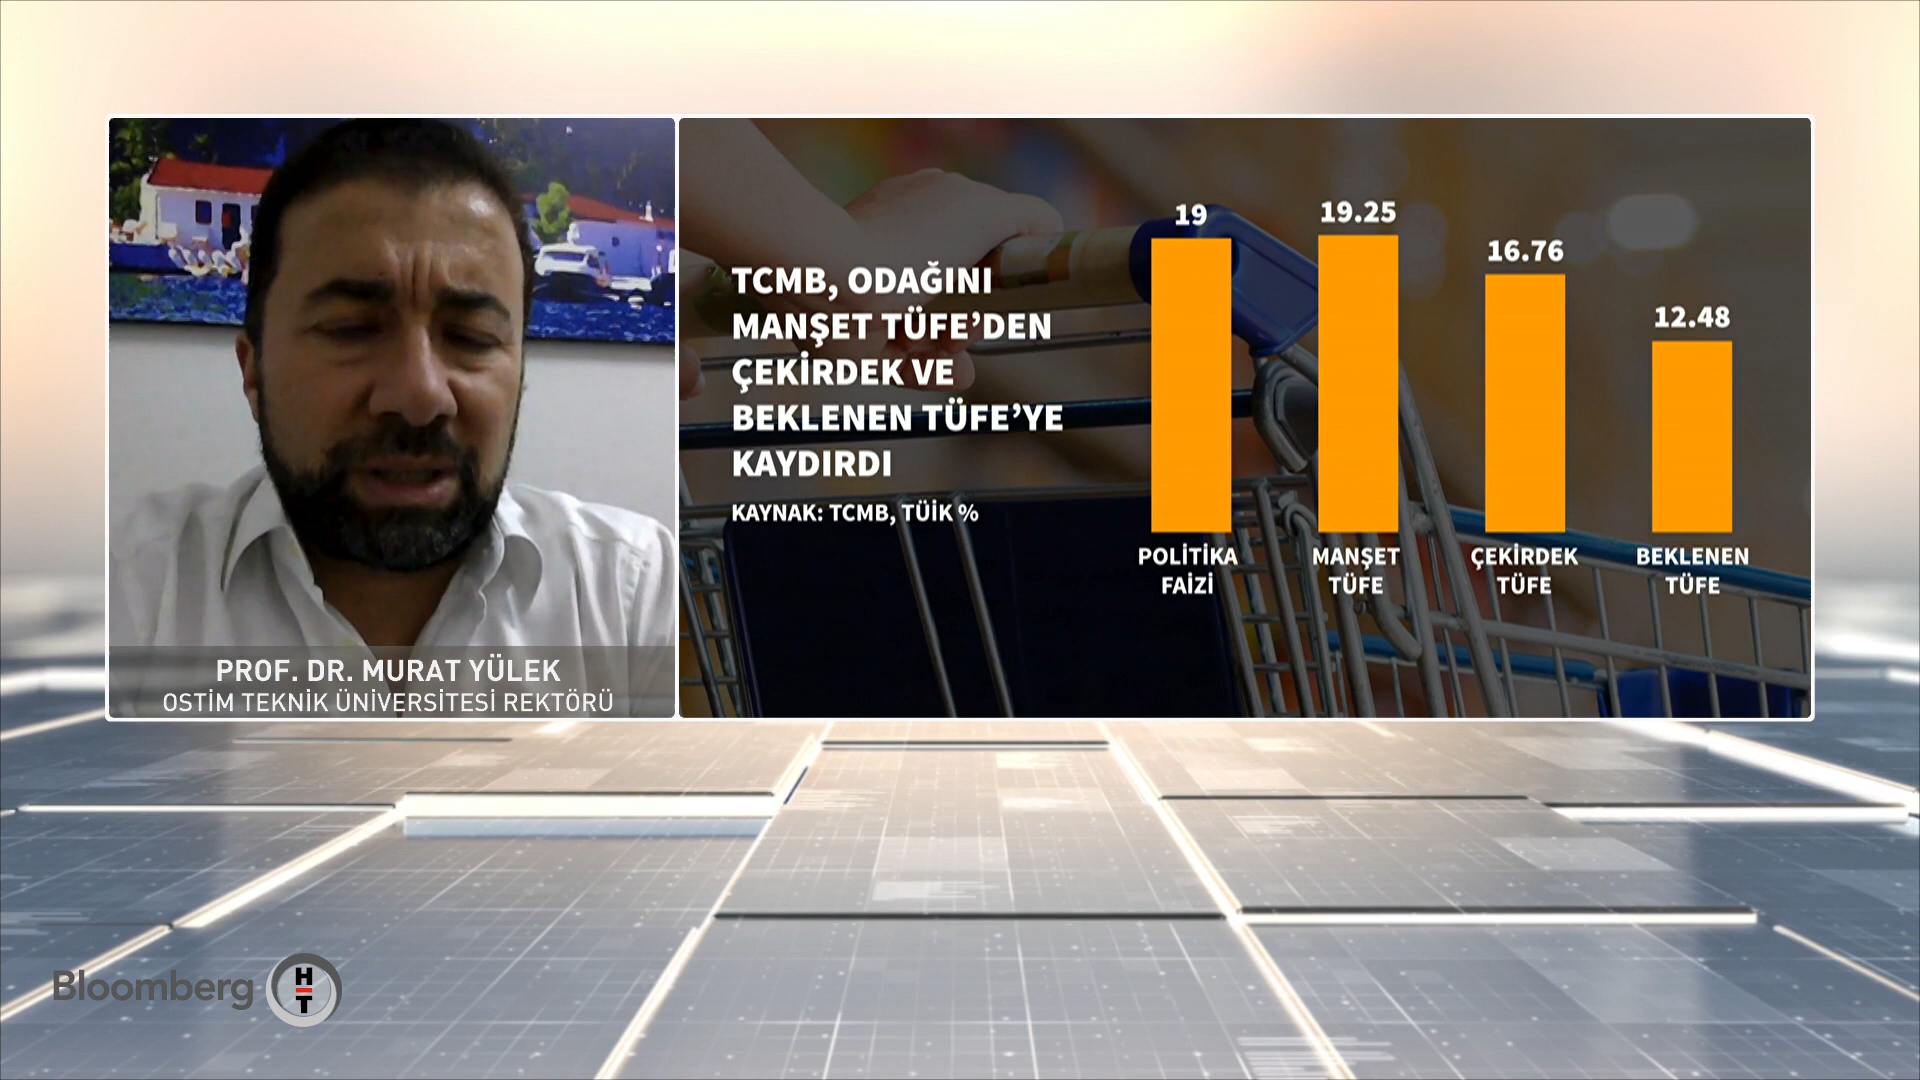 PROF. DR. MURAT YÜLEK
OSTİM TEKNİK ÜNİVERSİTESİ REKTÖRÜ
TCMB, ODAĞINI
MANŞET TÜFE’DEN
ÇEKİRDEK VE
BEKLENEN TÜFE’YE
KAYDIRDI
KAYNAK: TCMB, TÜİK %
19
19.25
16.76
12.48
POLİTİKA
FAİZİ
MANŞET
TÜFE
ÇEKİRDEK
TÜFE
BEKLENEN
TÜFE
Bloomberg HT